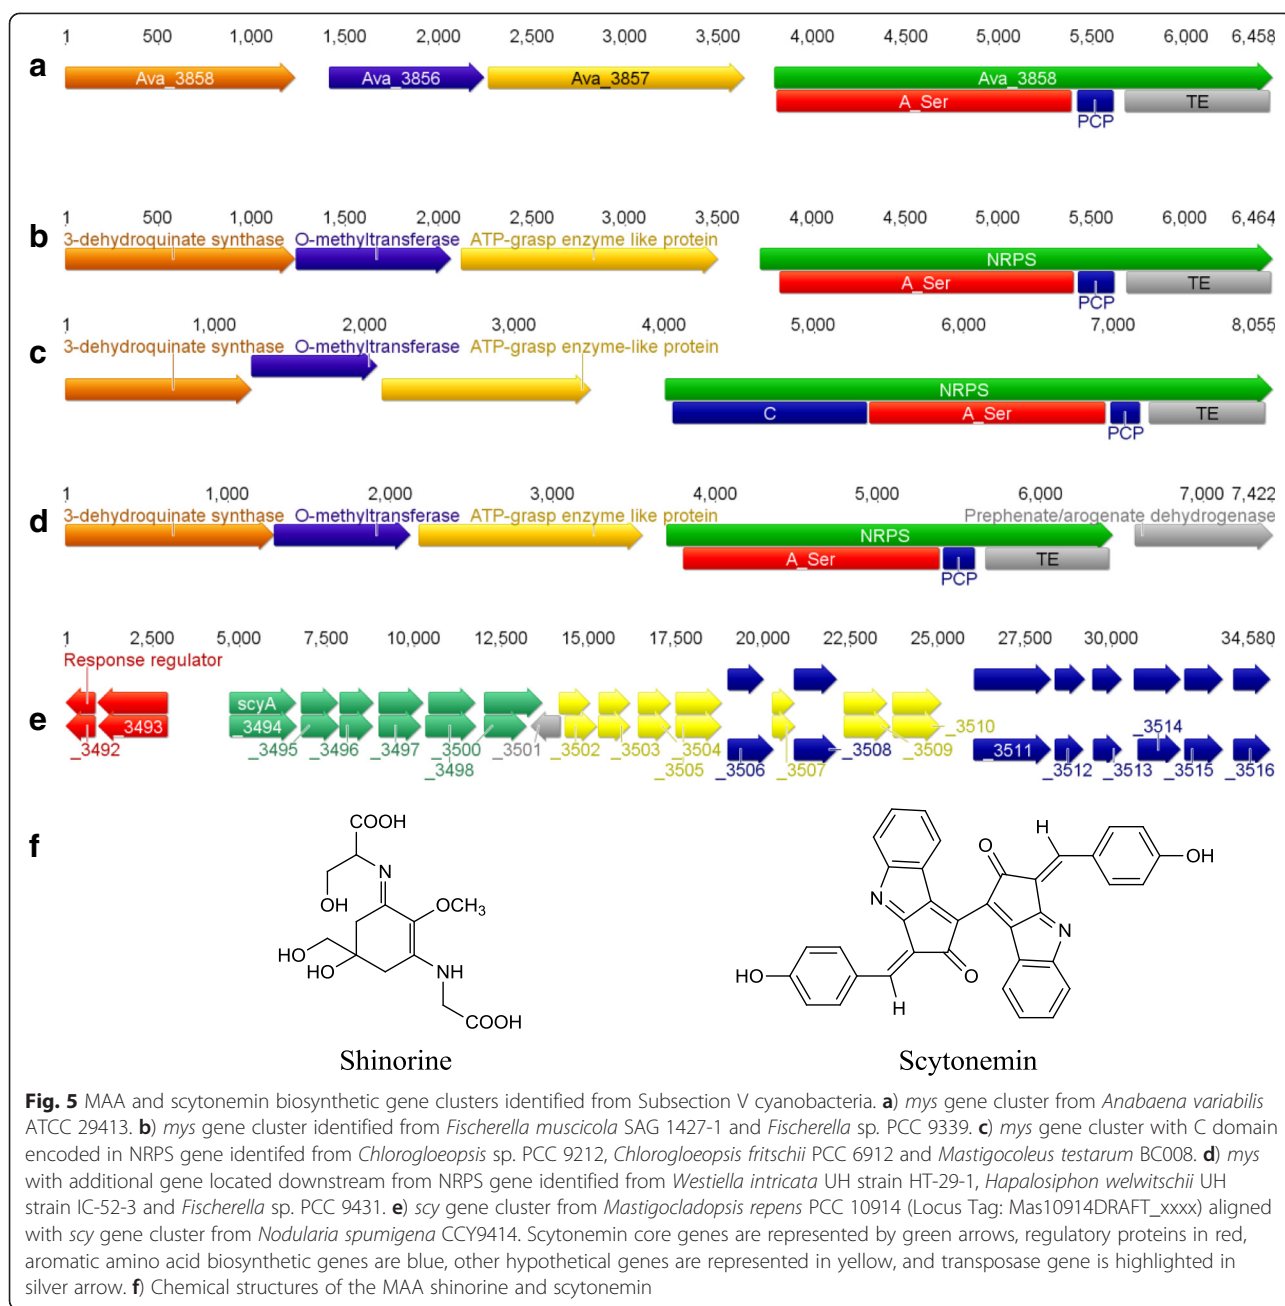 1 500 1,000 1,500 2,000 2,500 3,000 3,500 4,000 4,500 5,000 5,500 6,000 6,458
a
Ava_3858 Ava_3856 Ava_3857 Ava_3858
A_Ser TE
PCP
1 500 1,000 1,500 2,000 2,500 3,000 3,500 4,000 4,500 5,000 5,500 6,000 6,464
b
3-dehydroquinate synthase O-methyltransferase ATP-grasp enzyme like protein
NRPS
A_Ser TE
PCP
1 1,000 2,000 3,000 4,000 5,000 6,000 7,000 8,055
c
3-dehydroquinate synthase O-methyltransferase ATP-grasp enzyme-like protein
NRPS
C A_Ser TE
PCP
1 1,000 2,000 3,000 4,000 5,000 6,000 7,000 7,422
d
3-dehydroquinate synthase O-methyltransferase ATP-grasp enzyme like protein Prephenate/arogenate dehydrogenase
NRPS
A_Ser TE
PCP
1 2,500 5,000 7,500 10,000 12,500 15,000 17,500 20,000 22,500 25,000 27,500 30,000 34,580
Response regulator
e
scyA
_3493 _3494 _3510 _3514
_3492 _3495 _3496 _3497 _3500 _3501 _3502 _3503 _3504 _3508 _3509 _3511
_3498 _3505 _3506 _3507 _3512 _3513 _3515 _3516
f
COOH
N
OH
OCH3
HO
HO
NH
COOH
Shinorine
H
O
OH
N
N
HO
O
H
Scytonemin
Fig. 5 MAA and scytonemin biosynthetic gene clusters identified from Subsection V cyanobacteria. a) mys gene cluster from Anabaena variabilis
ATCC 29413. b) mys gene cluster identified from Fischerella muscicola SAG 1427-1 and Fischerella sp. PCC 9339. c) mys gene cluster with C domain
encoded in NRPS gene identifed from Chlorogloeopsis sp. PCC 9212, Chlorogloeopsis fritschii PCC 6912 and Mastigocoleus testarum BC008. d) mys
with additional gene located downstream from NRPS gene identified from Westiella intricata UH strain HT-29-1, Hapalosiphon welwitschii UH
strain IC-52-3 and Fischerella sp. PCC 9431. e) scy gene cluster from Mastigocladopsis repens PCC 10914 (Locus Tag: Mas10914DRAFT_xxxx) aligned
with scy gene cluster from Nodularia spumigena CCY9414. Scytonemin core genes are represented by green arrows, regulatory proteins in red,
aromatic amino acid biosynthetic genes are blue, other hypothetical genes are represented in yellow, and transposase gene is highlighted in
silver arrow. f) Chemical structures of the MAA shinorine and scytonemin